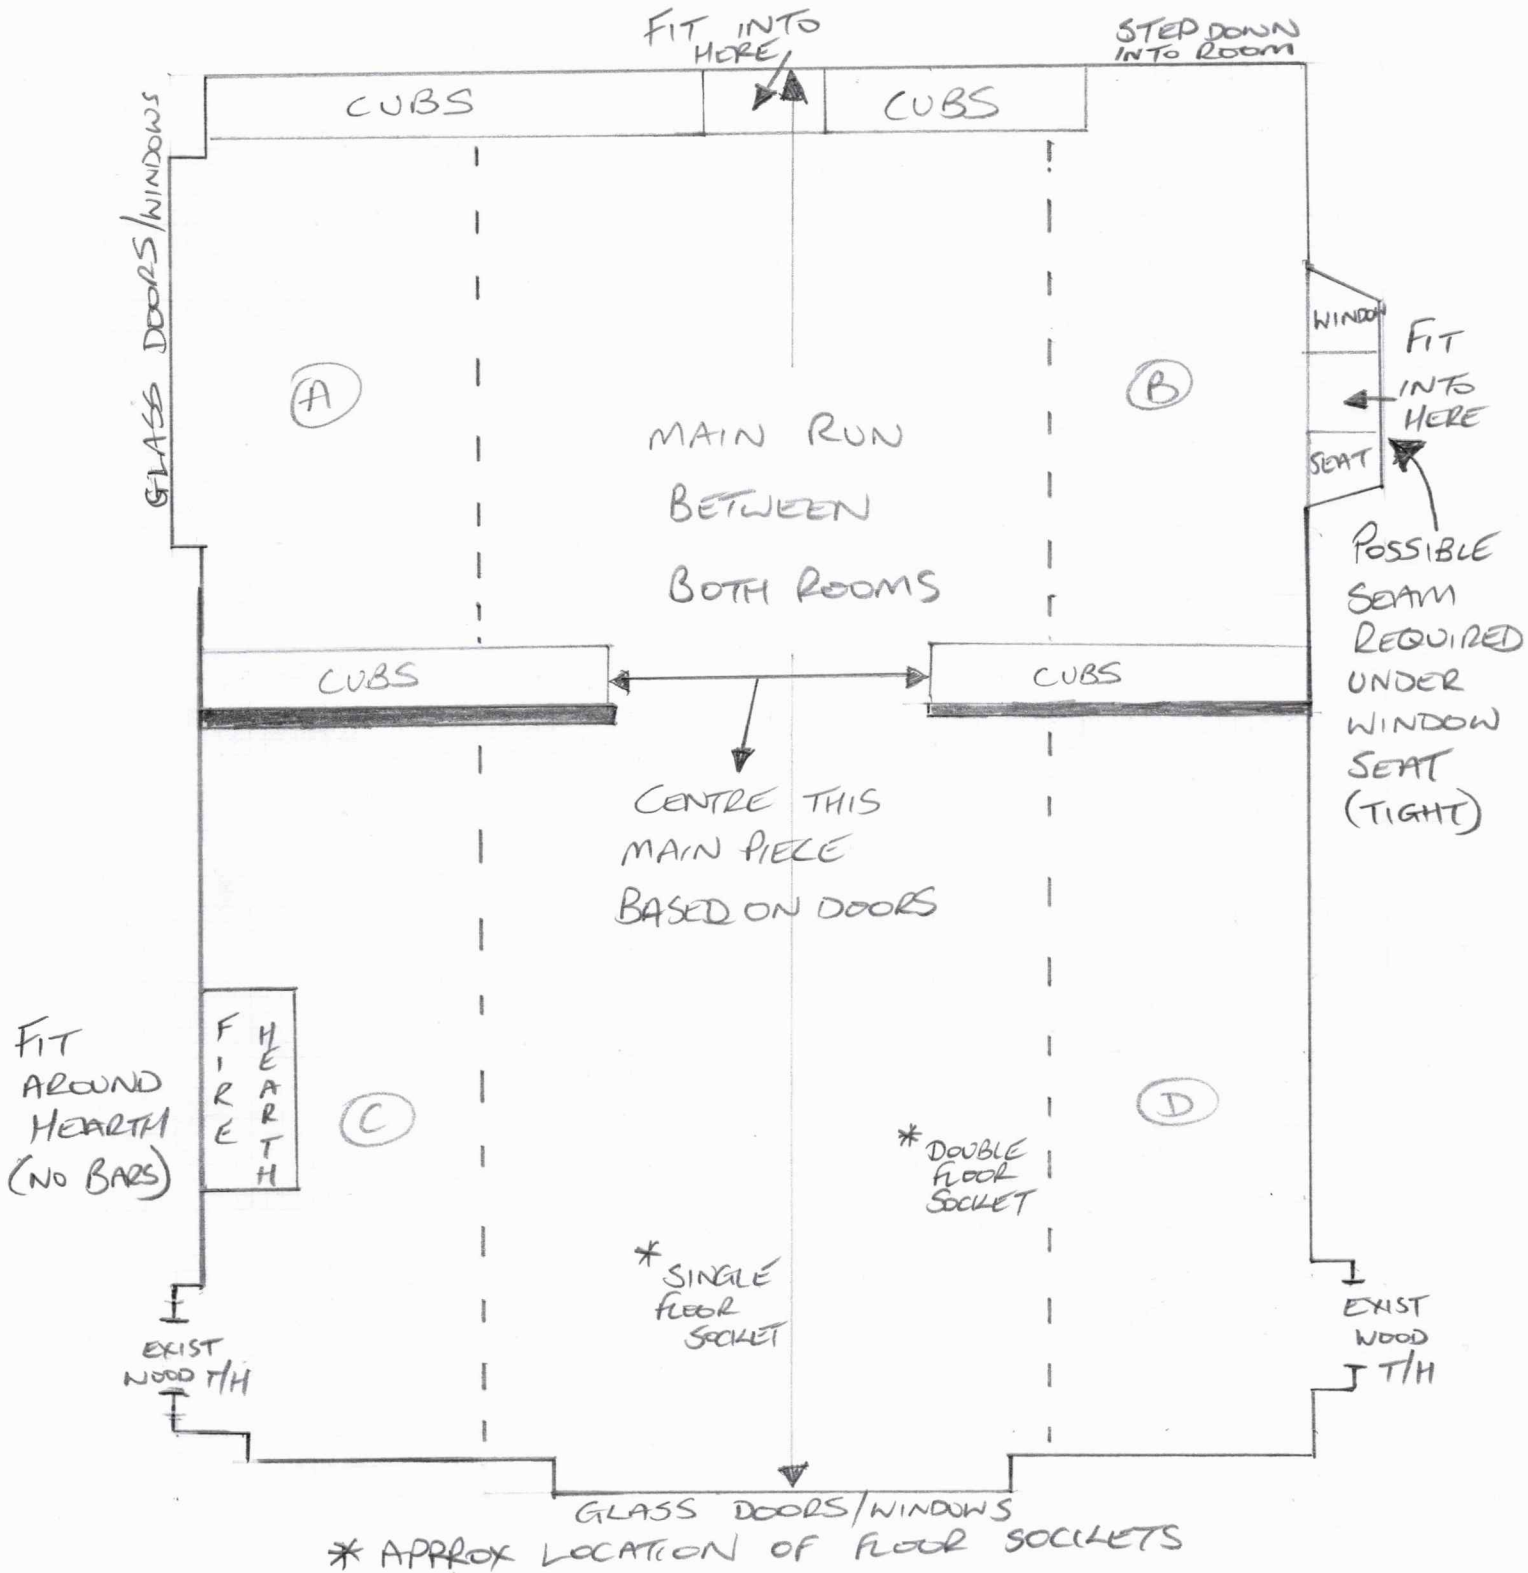 FIT INTO
HERE
STEP DOWN
INTO ROOM
CUBS
CUBS
GLASS DOORS/WINDOWS
A
B
WINDOW
SEAT
FIT
INTO
HERE
MAIN RUN
BETWEEN
BOTH ROOMS
POSSIBLE
SEAM
REQUIRED
UNDER
WINDOW
SEAT
(TIGHT)
CUBS
CUBS
CENTRE THIS
MAIN PIECE
BASED ON DOORS
FIT
AROUND
HEARTH
(NO BARS)
FIRE
HEARTH
C
D
* DOUBLE
FLOOR
SOCKET
* SINGLE
FLOOR
SOCKET
EXIST
WOOD T/H
EXIST
WOOD
T/H
GLASS DOORS/WINDOWS
* APPROX LOCATION OF FLOOR SOCKETS